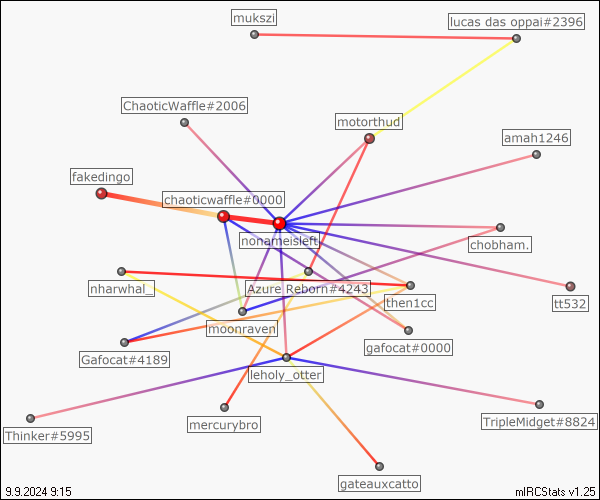 mukszi
lucas das oppai#2396
ChaoticWaffle#2006
motorthud
amah1246
fakedingo
chaoticwaffle#0000
nonameisleft
chobham.
nharwhal_
Azure Reborn#4243
then1cc
tt532
moonraven
Gafocat#4189
gafocat#0000
leholy_otter
mercurybro
Thinker#5995
TripleMidget#8824
gateauxcatto
9.9.2024 9:15
mIRCStats v1.25